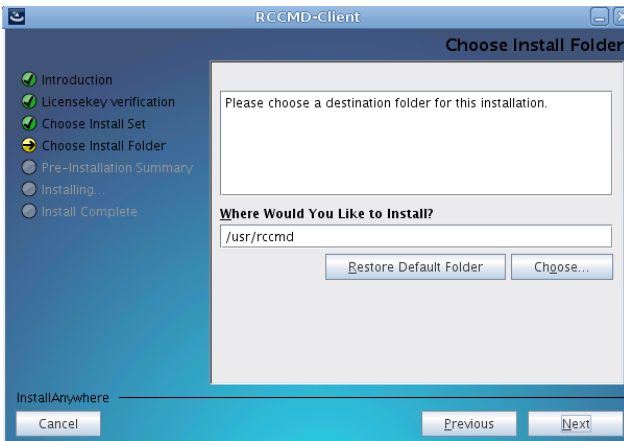 RCCMD-Client
Choose Install Folder
Introduction
Licensekey verification
Choose Install Set
Choose Install Folder
Pre-Installation Summary
Installing...
Install Complete
Please choose a destination folder for this installation.
Where Would You Like to Install?
/usr/rccmd
Restore Default Folder
Choose...
InstallAnywhere
Cancel
Previous
Next